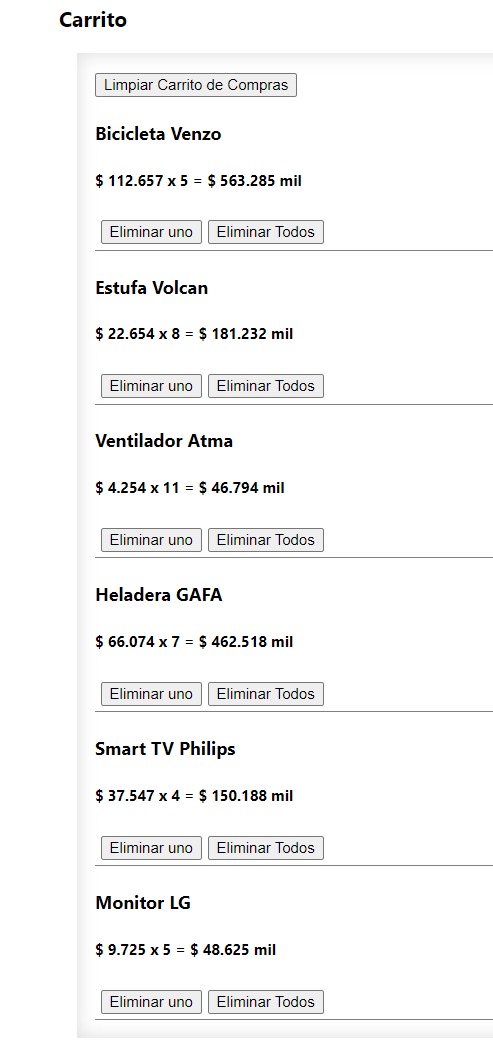 Carrito
Limpiar Carrito de Compras
Bicicleta Venzo
$ 112.657 x 5 = $ 563.285 mil
Eliminar uno Eliminar Todos
Estufa Volcan
$ 22.654 x 8 = $ 181.232 mil
Eliminar uno Eliminar Todos
Ventilador Atma
$ 4.254 x 11 = $ 46.794 mil
Eliminar uno Eliminar Todos
Heladera GAFA
$ 66.074 x 7 = $ 462.518 mil
Eliminar uno Eliminar Todos
Smart TV Philips
$ 37.547 x 4 = $ 150.188 mil
Eliminar uno Eliminar Todos
Monitor LG
$ 9.725 x 5 = $ 48.625 mil
Eliminar uno Eliminar Todos